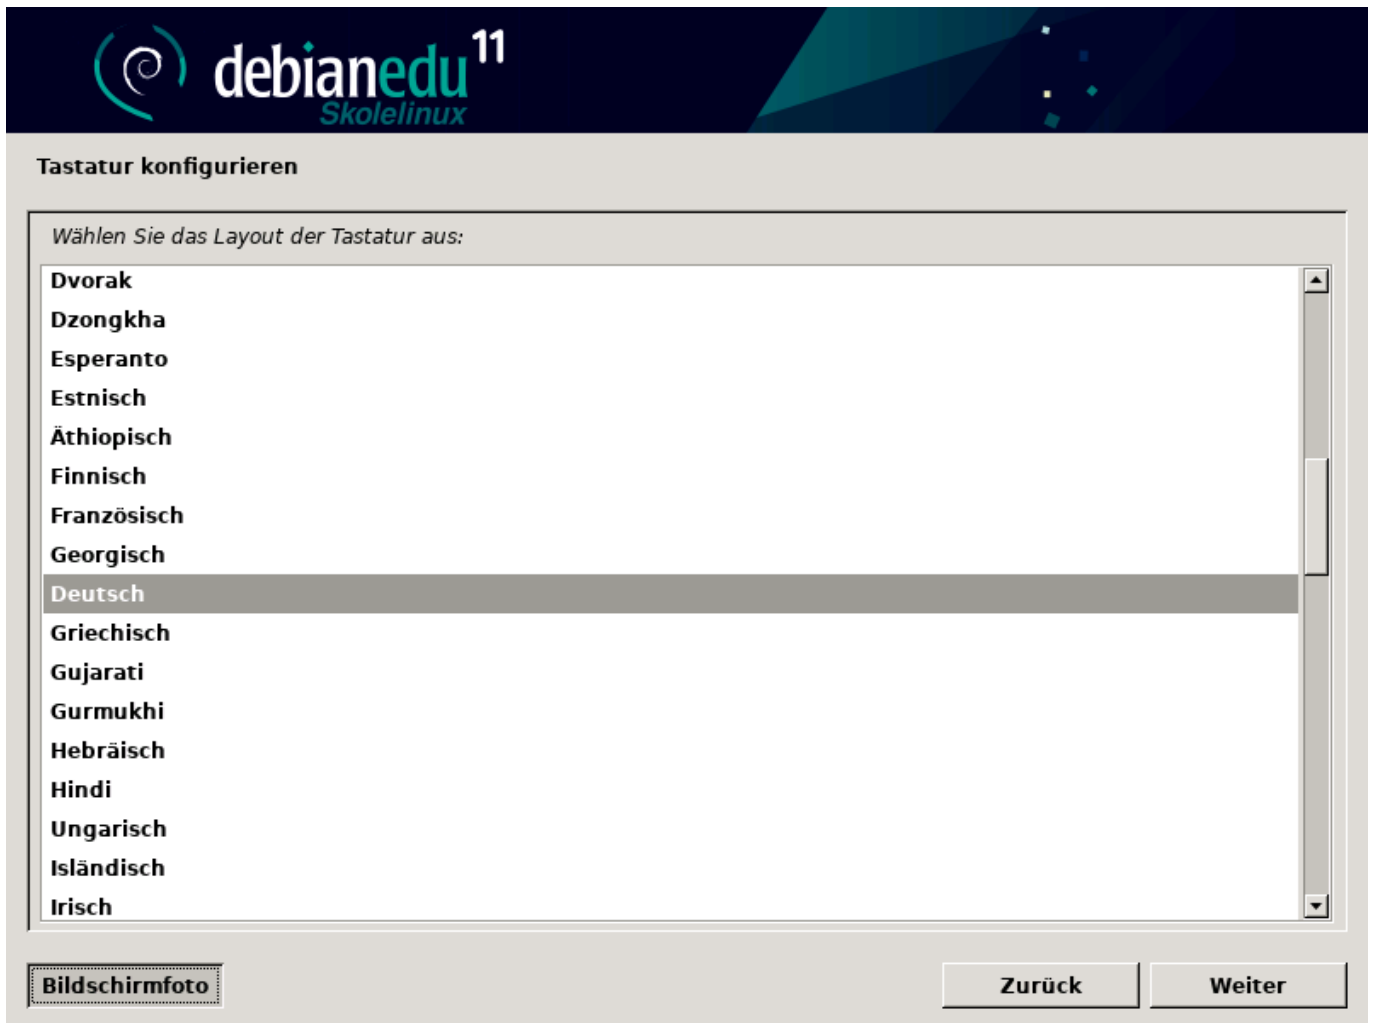 debianedu 11
Skolelinux
Tastatur konfigurieren
Wählen Sie das Layout der Tastatur aus:
Dvorak
Dzongkha
Esperanto
Estnisch
Äthiopisch
Finnisch
Französisch
Georgisch
Deutsch
Griechisch
Gujarati
Gurmukhi
Hebräisch
Hindi
Ungarisch
Isländisch
Irisch
Bildschirmfoto Zurück Weiter